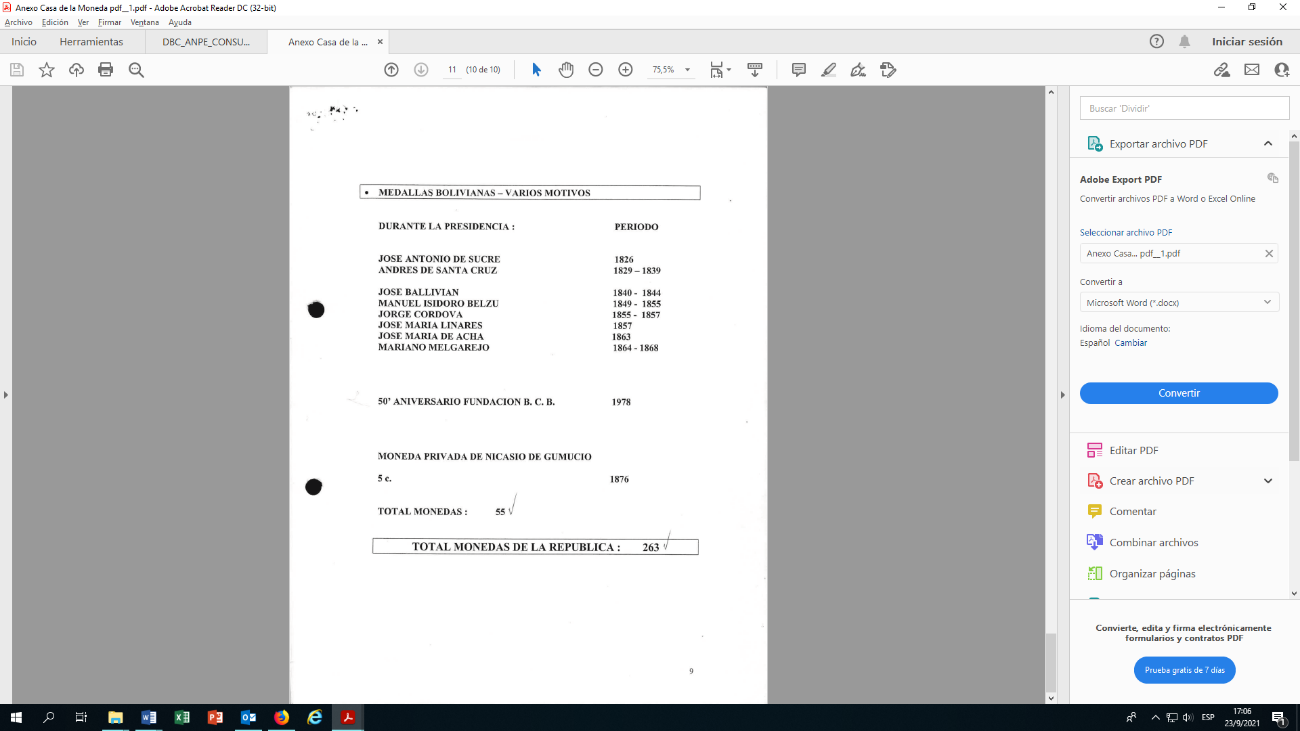 Anexo Casa de la Moneda pdf__1.pdf - Adobe Acrobat Reader DC (32-bit)
Archivo Edición Ver Firmar Ventana Ayuda
Inicio Herramientas DBC_ANPE_CONSU... Anexo Casa de la ... × Iniciar sesión
11 (10 de 10) 75,5%
• MEDALLAS BOLIVIANAS – VARIOS MOTIVOS
DURANTE LA PRESIDENCIA : PERIODO
JOSE ANTONIO DE SUCRE 1826
ANDRES DE SANTA CRUZ 1829 – 1839
JOSE BALLIVIAN 1840 - 1844
MANUEL ISIDORO BELZU 1849 - 1855
JORGE CORDOVA 1855 - 1857
JOSE MARIA LINARES 1857
JOSE MARIA DE ACHA 1863
MARIANO MELGAREJO 1864 - 1868
50' ANIVERSARIO FUNDACION B. C. B. 1978
MONEDA PRIVADA DE NICASIO DE GUMUCIO
5 c. 1876
TOTAL MONEDAS : 55 √
TOTAL MONEDAS DE LA REPUBLICA : 263 √
9
Buscar 'Dividir'
Exportar archivo PDF
Adobe Export PDF
Convertir archivos PDF a Word o Excel Online
Seleccionar archivo PDF
Anexo Casa... pdf__1.pdf
Convertir a
Microsoft Word (*.docx)
Idioma del documento:
Español Cambiar
Convertir
Editar PDF
Crear archivo PDF
Comentar
Combinar archivos
Organizar páginas
Convierte, edita y firma electrónicamente
formularios y contratos PDF
Prueba gratis de 7 días
ESP
17:06
23/9/2021
1